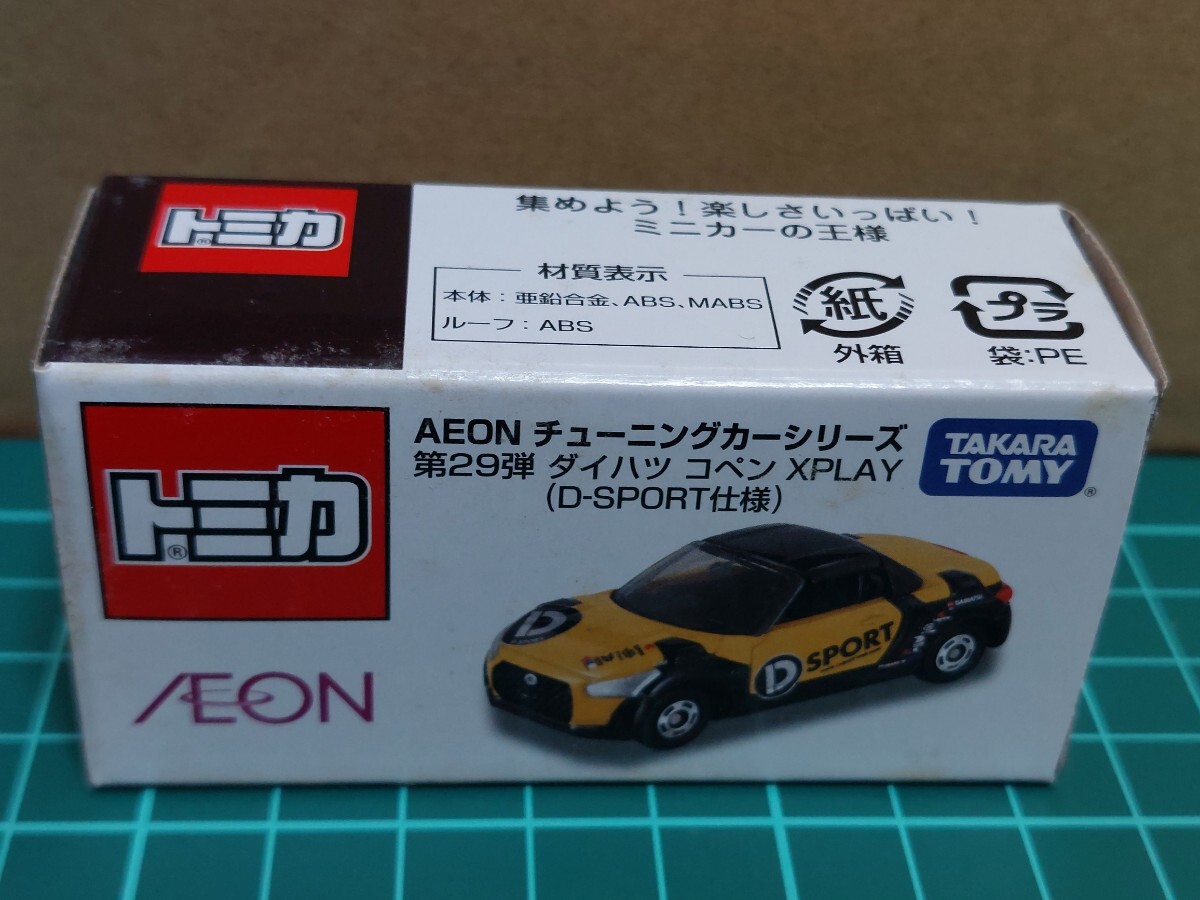 トミカ
集めよう!楽しさいっぱい!
ミニカーの王様
材質表示
本体:亜鉛合金、ABS、MABS
ルーフ:ABS
紙
外箱
プラ
袋:PE
トミカ
®
AEON
AEON チューニングカーシリーズ
第29弾 ダイハツ コペン XPLAY
(D-SPORT仕様)
TAKARA
TOMY
®
D
D SPORT